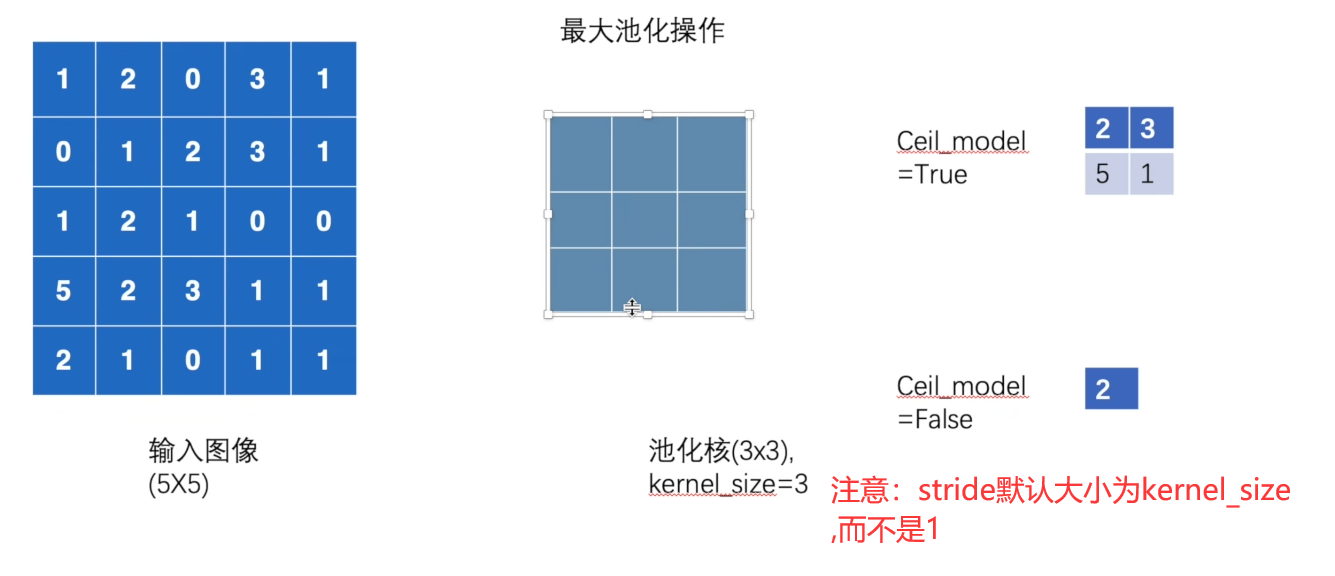 最大池化操作
1 2 0 3 1
0 1 2 3 1
1 2 1 0 0
5 2 3 1 1
2 1 0 1 1
输入图像
(5X5)
池化核(3x3),
kernel_size=3
Ceil_model
=True
2 3
5 1
Ceil_model
=False
2
注意：stride默认大小为kernel_size
,而不是1